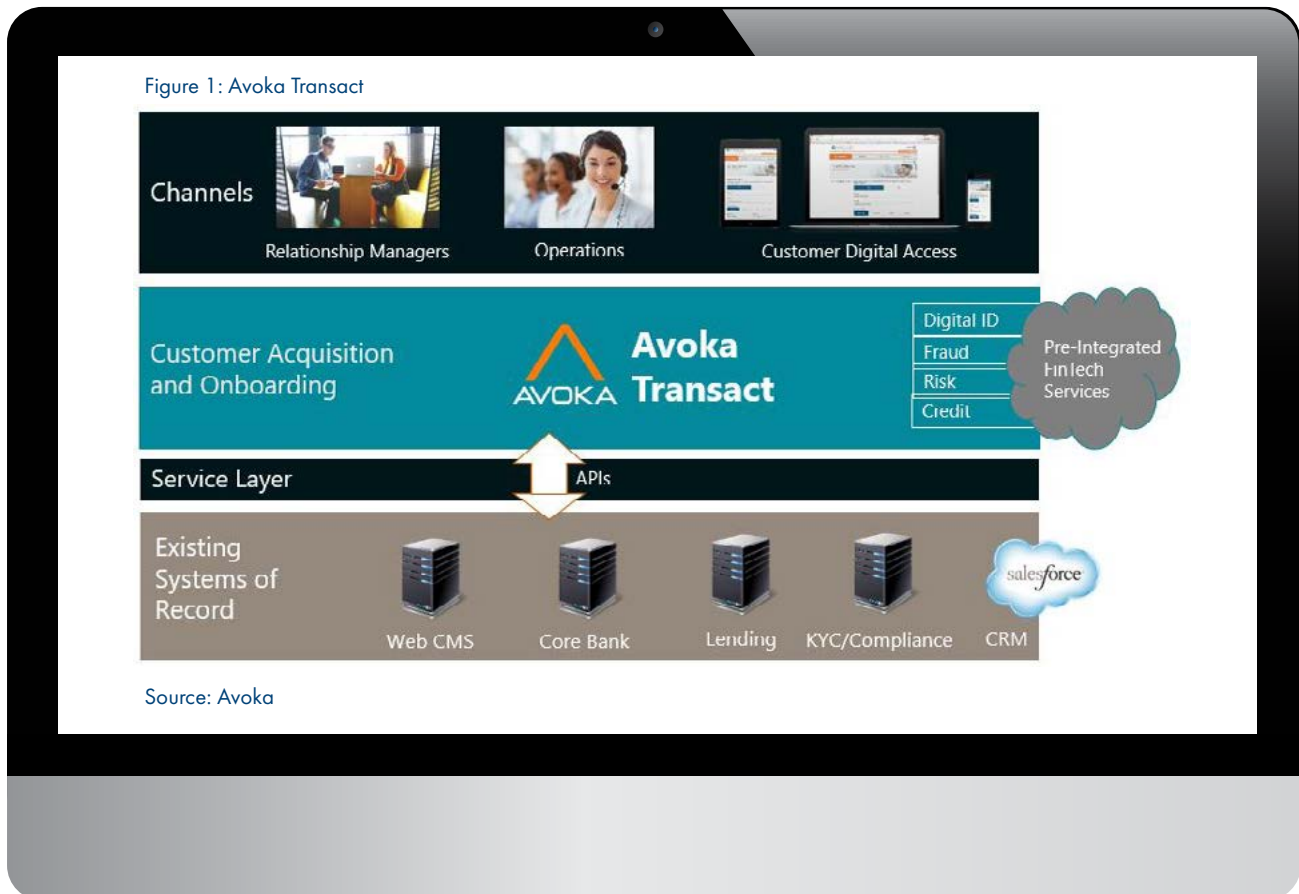 Figure 1: Avoka Transact
Channels
Relationship Managers
Operations
Customer Digital Access
Customer Acquisition
and Onboarding
AVOKA
Avoka
Transact
Digital ID
Fraud
Risk
Credit
Pre-Integrated
FinTech
Services
Service Layer
APIs
Existing
Systems of
Record
salesforce
Web CMS
Core Bank
Lending
KYC/Compliance
CRM
Source: Avoka